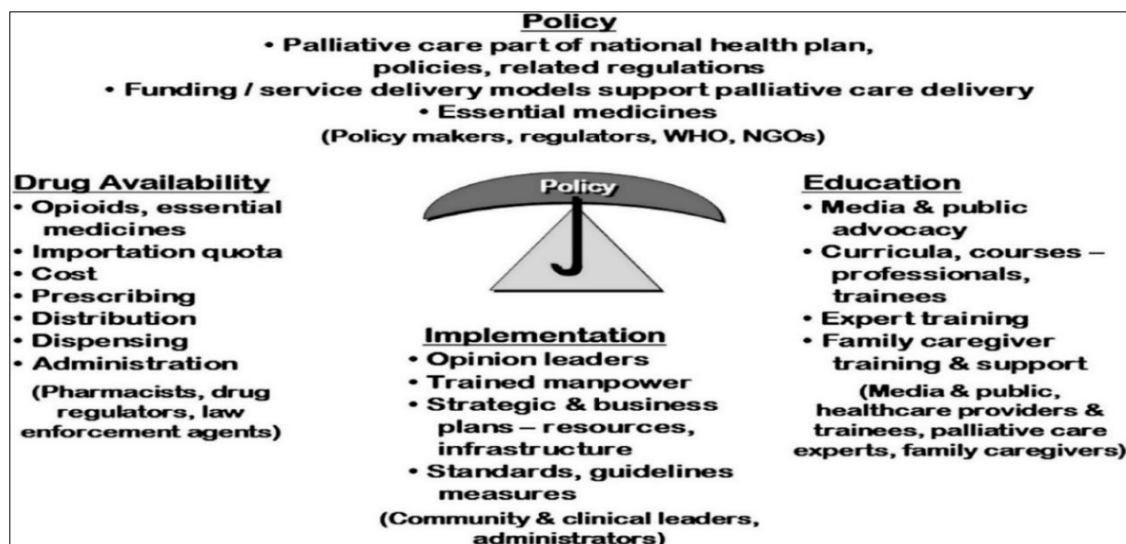 Policy
• Palliative care part of national health plan,
policies, related regulations
• Funding / service delivery models support palliative care delivery
• Essential medicines
(Policy makers, regulators, WHO, NGOs)
Drug Availability
• Opioids, essential
medicines
• Importation quota
• Cost
• Prescribing
• Distribution
• Dispensing
• Administration
(Pharmacists, drug
regulators, law
enforcement agents)
Policy
J
Implementation
• Opinion leaders
• Trained manpower
• Strategic & business
plans – resources,
infrastructure
• Standards, guidelines
measures
(Community & clinical leaders,
administrators)
Education
• Media & public
advocacy
• Curricula, courses –
professionals,
trainees
• Expert training
• Family caregiver
training & support
(Media & public,
healthcare providers &
trainees, palliative care
experts, family caregivers)